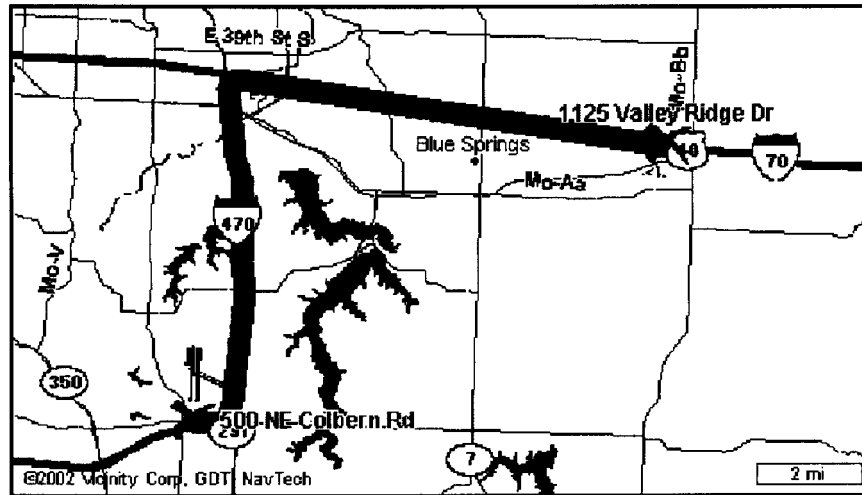 E 39th St S
Mo-Bb
1125 Valley Ridge Dr
Blue Springs
40
70
Mo-Aa
470
Mo-V
350
500 NE Colbern Rd
291
7
©2002 Vicinity Corp, GDT, NavTech
2 mi